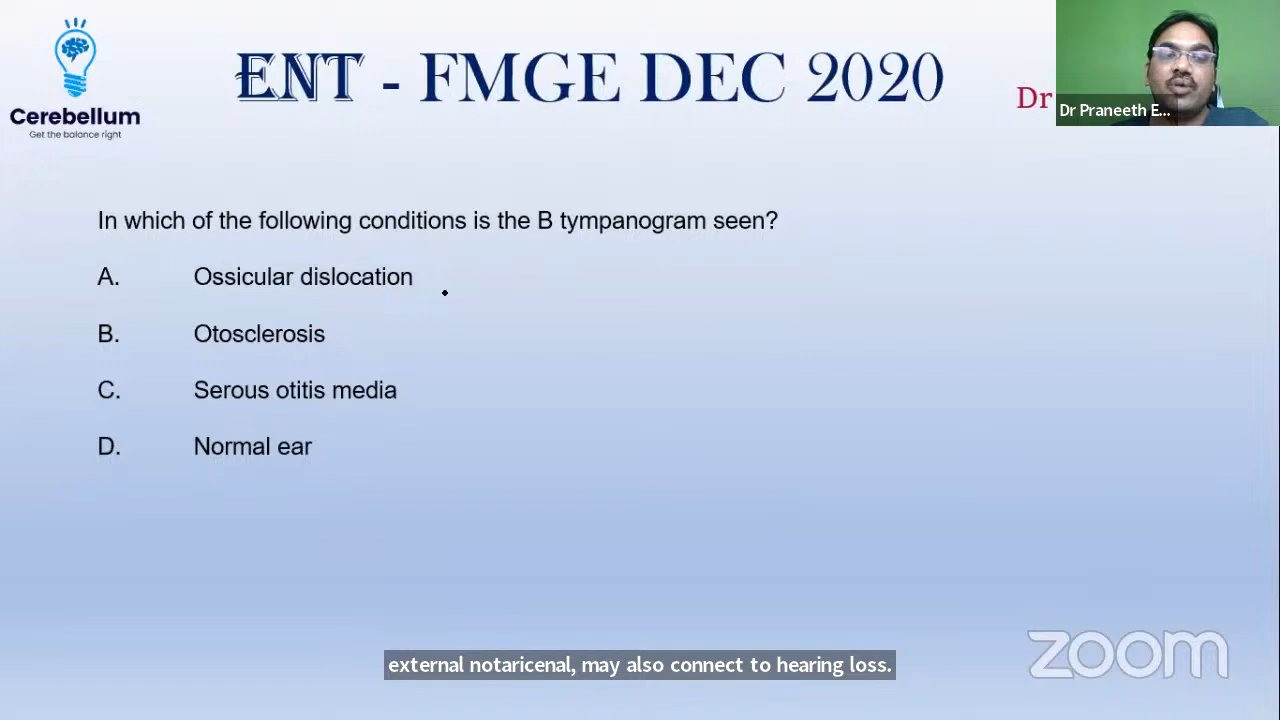 Cerebellum
Get the balance right
ENT - FMGE DEC 2020
Dr
Dr Praneeth E...
In which of the following conditions is the B tympanogram seen?
A. Ossicular dislocation
B. Otosclerosis
C. Serous otitis media
D. Normal ear
external notaricenal, may also connect to hearing loss.
zoom